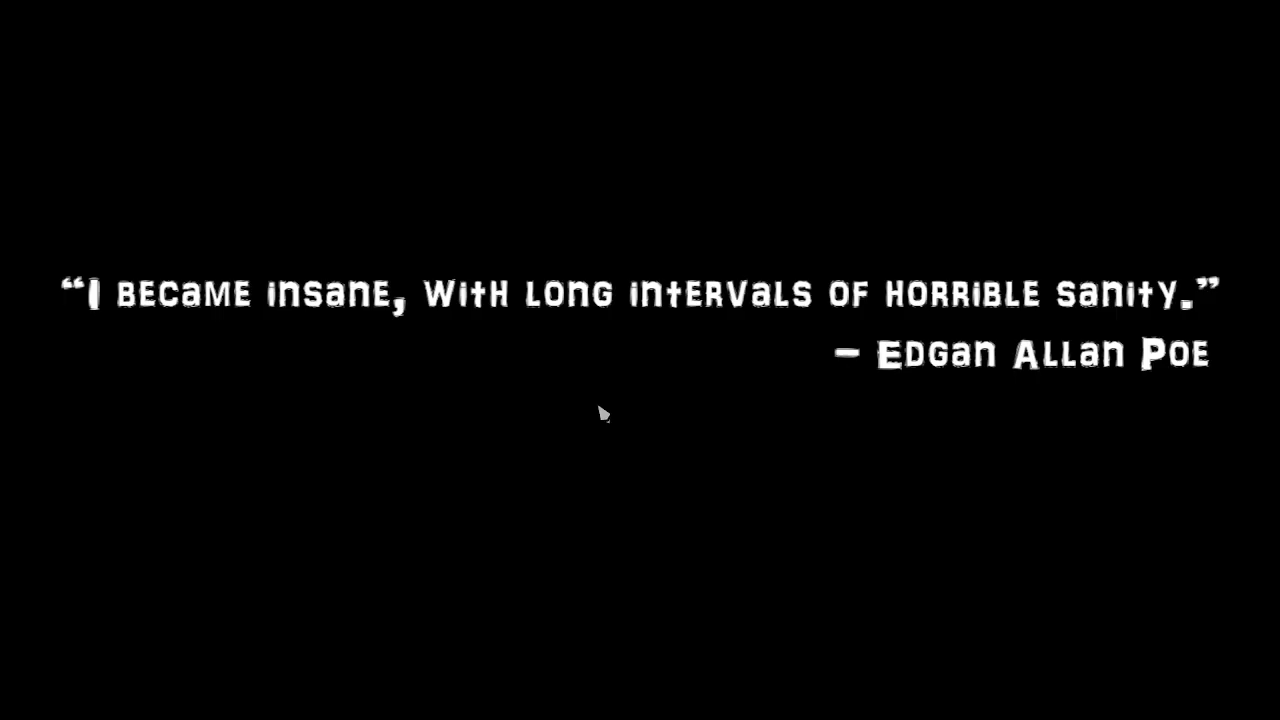 “I became insane, with long intervals of horrible sanity.”
– Edgan Allan Poe